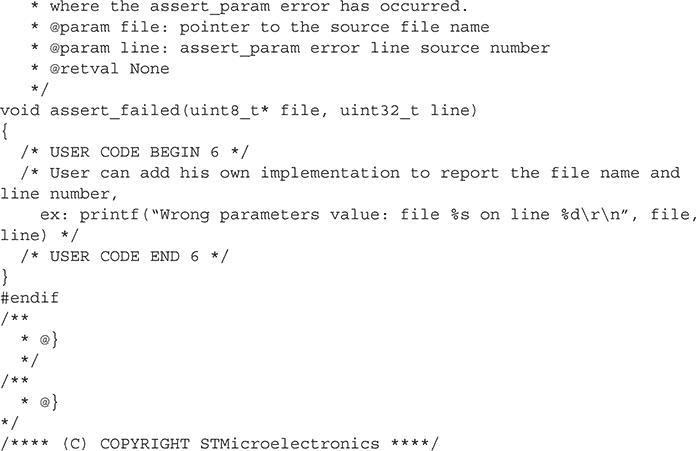 * where the assert_param error has occurred.
   * @param file: pointer to the source file name
   * @param line: assert_param error line source number
   * @retval None
   */
void assert_failed(uint8_t* file, uint32_t line)
{
  /* USER CODE BEGIN 6 */
  /* User can add his own implementation to report the file name and
line number,
    ex: printf(“Wrong parameters value: file %s on line %d\r\n”, file,
line) */
  /* USER CODE END 6 */
}
#endif
/**
  * @}
  */
/**
  * @}
*/
/**** (C) COPYRIGHT STMicroelectronics ****/